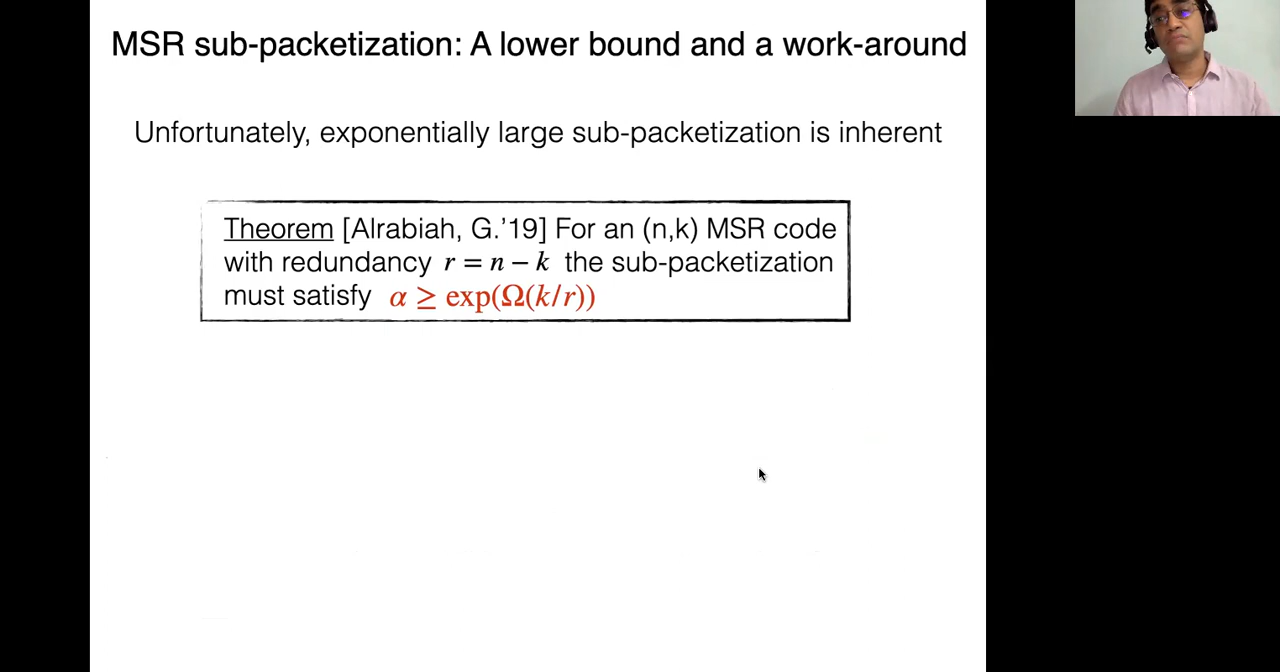 MSR sub-packetization: A lower bound and a work-around
Unfortunately, exponentially large sub-packetization is inherent
Theorem [Alrabiah, G.’19] For an (n,k) MSR code
with redundancy r = n − k the sub-packetization
must satisfy α ≥ exp(Ω(k/r))